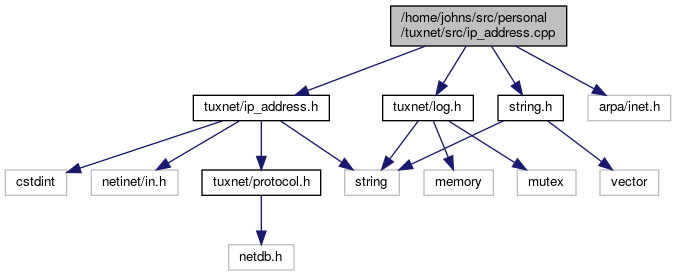 /home/johns/src/personal
/tuxnet/src/ip_address.cpp
tuxnet/ip_address.h
tuxnet/log.h
string.h
arpa/inet.h
cstdint
netinet/in.h
tuxnet/protocol.h
string
memory
mutex
vector
netdb.h